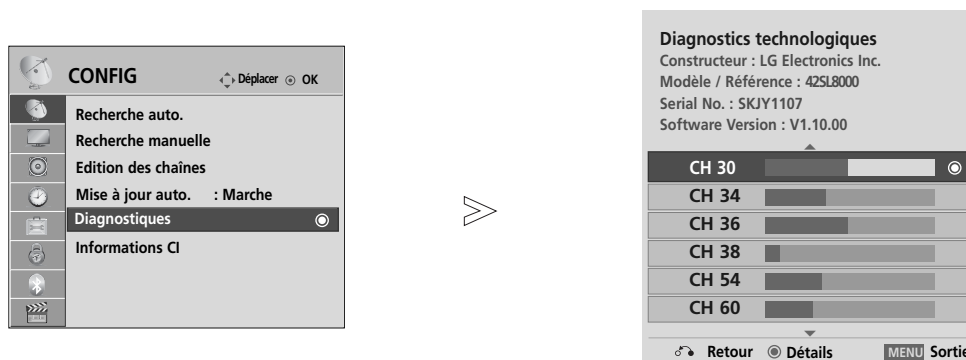 CONFIG
Déplacer OK
Recherche auto.
Recherche manuelle
Edition des chaînes
Mise à jour auto. : Marche
Diagnostiques
Informations CI
Diagnostics technologiques
Constructeur : LG Electronics Inc.
Modèle / Référence : 42SL8000
Serial No. : SKJY1107
Software Version : V1.10.00
CH 30
CH 34
CH 36
CH 38
CH 54
CH 60
Retour Détails MENU Sortie